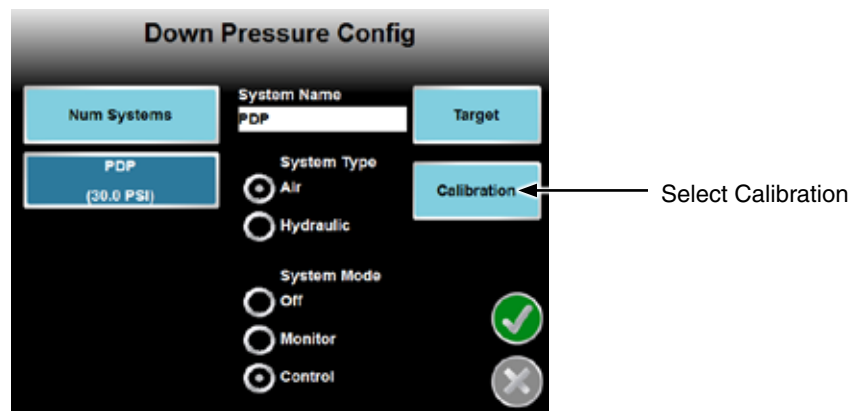 Down Pressure Config
Num Systems
System Name
PDP
Target
PDP
(30.0 PSI)
System Type
Air
Hydraulic
Calibration
Select Calibration
System Mode
Off
Monitor
Control